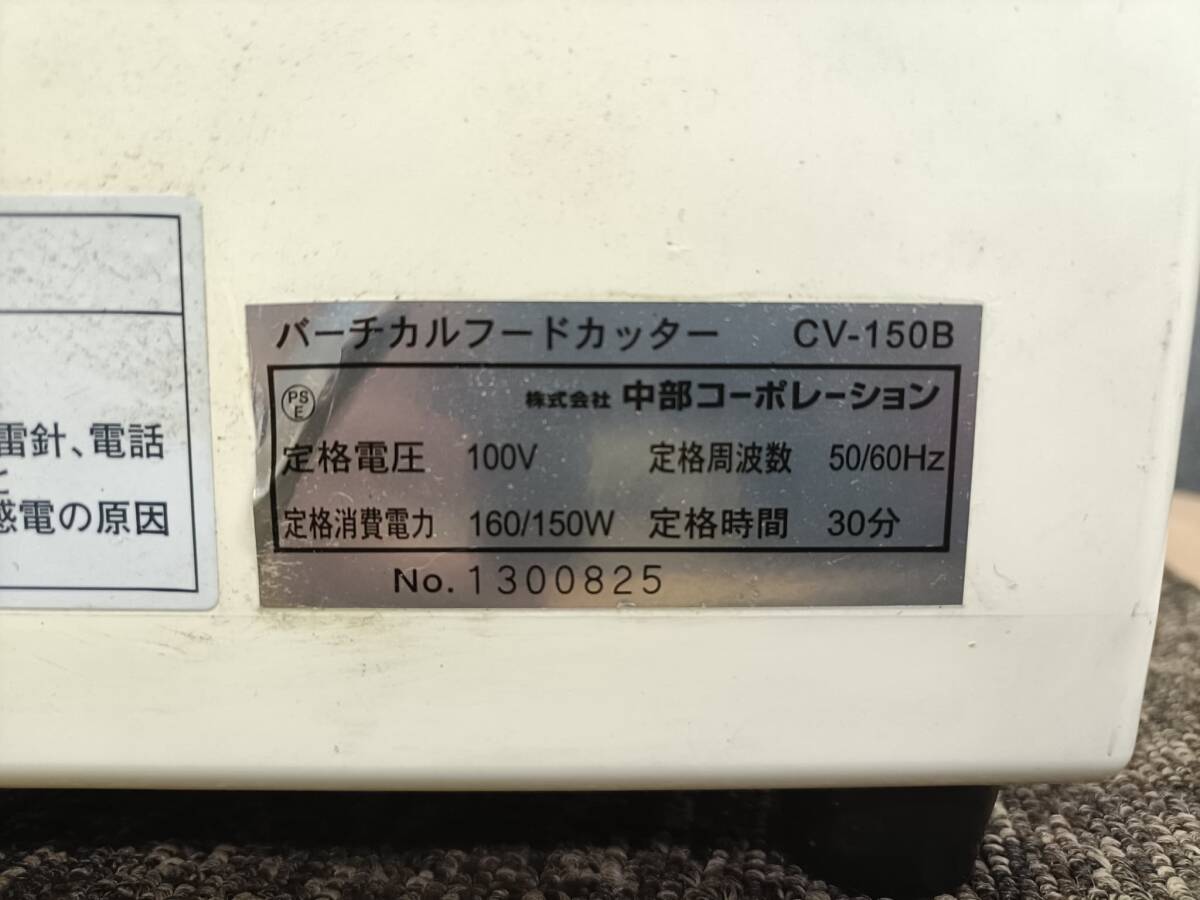 雷針、電話
と
感電の原因
バーチカルフードカッター CV-150B
PS
E
株式会社 中部コーポレーション
定格電圧 100V 定格周波数 50/60Hz
定格消費電力 160/150W 定格時間 30分
No. 1300825